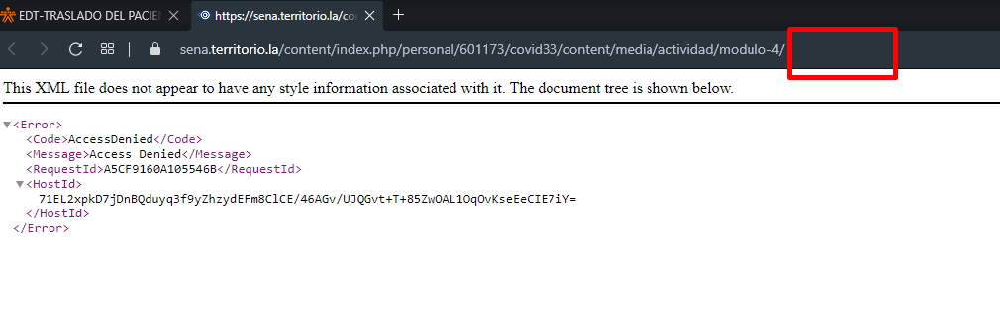 EDT-TRASLADO DEL PACIEN
https://sena.territorio.la/co
sena.territorio.la/content/index.php/personal/601173/covid33/content/media/actividad/modulo-4/
This XML file does not appear to have any style information associated with it. The document tree is shown below.
<Error>
<Code>AccessDenied</Code>
<Message>Access Denied</Message>
<RequestId>A5CF9160A105546B</RequestId>
<HostId>
71EL2xpkD7jDnBQduyq3f9yZhzydEFm8ClCE/46AGv/UJQGvt+T+85ZwOAL1OqOvKseEeCIE7iY=
</HostId>
</Error>